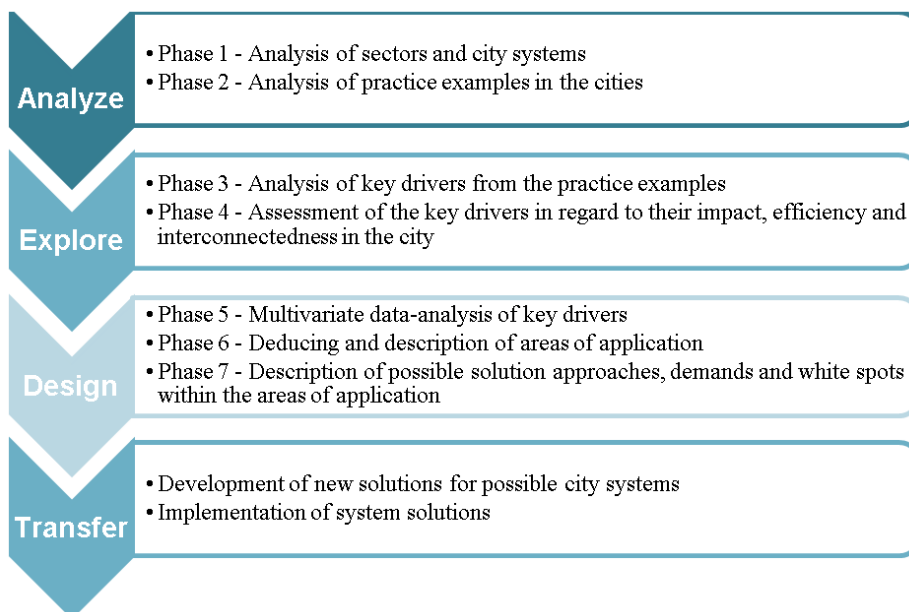 Analyze
• Phase 1 - Analysis of sectors and city systems
• Phase 2 - Analysis of practice examples in the cities
Explore
• Phase 3 - Analysis of key drivers from the practice examples
• Phase 4 - Assessment of the key drivers in regard to their impact, efficiency and
interconnectedness in the city
Design
• Phase 5 - Multivariate data-analysis of key drivers
• Phase 6 - Deducing and description of areas of application
• Phase 7 - Description of possible solution approaches, demands and white spots
within the areas of application
Transfer
• Development of new solutions for possible city systems
• Implementation of system solutions